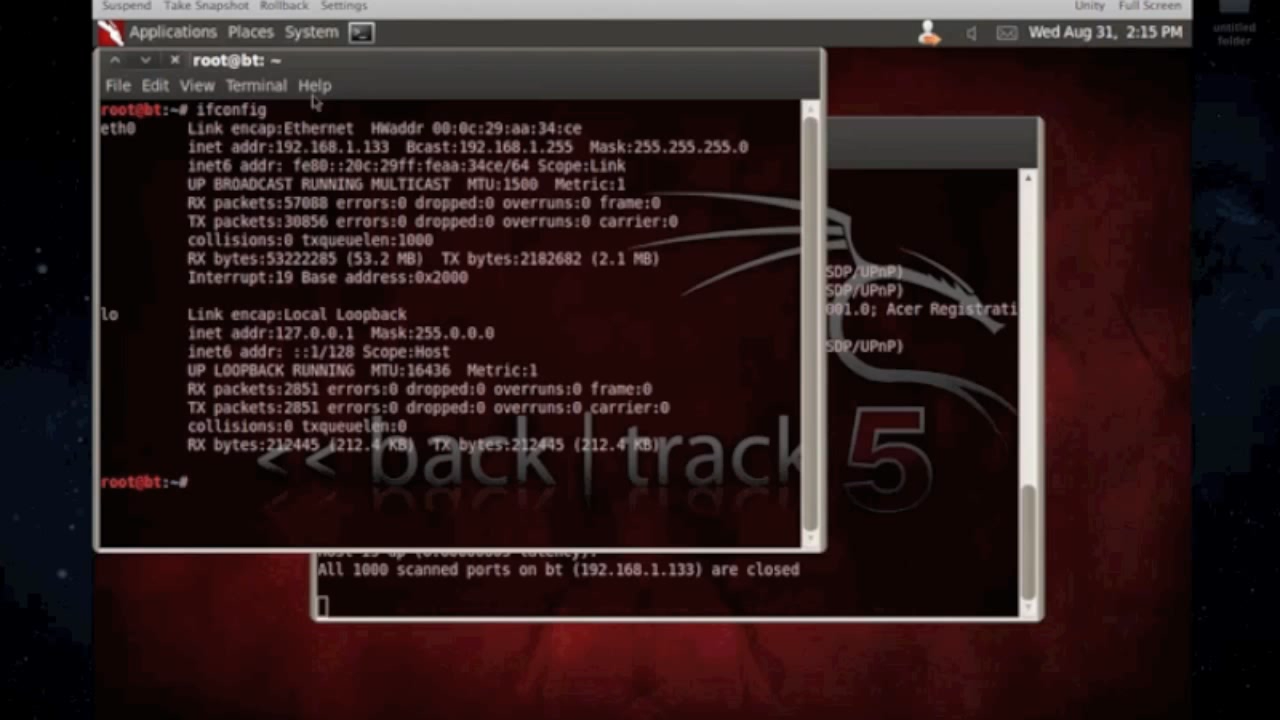 Suspend Take Snapshot Rollback Settings Unity Full Screen
Applications Places System Wed Aug 31, 2:15 PM
untitled
folder
root@bt: ~
File Edit View Terminal Help
root@bt:~# ifconfig
eth0 Link encap:Ethernet HWaddr 00:0c:29:aa:34:ce
inet addr:192.168.1.133 Bcast:192.168.1.255 Mask:255.255.255.0
inet6 addr: fe80::20c:29ff:feaa:34ce/64 Scope:Link
UP BROADCAST RUNNING MULTICAST MTU:1500 Metric:1
RX packets:57088 errors:0 dropped:0 overruns:0 frame:0
TX packets:30856 errors:0 dropped:0 overruns:0 carrier:0
collisions:0 txqueuelen:1000
RX bytes:53222285 (53.2 MB) TX bytes:2182682 (2.1 MB)
Interrupt:19 Base address:0x2000
lo Link encap:Local Loopback
inet addr:127.0.0.1 Mask:255.0.0.0
inet6 addr: ::1/128 Scope:Host
UP LOOPBACK RUNNING MTU:16436 Metric:1
RX packets:2851 errors:0 dropped:0 overruns:0 frame:0
TX packets:2851 errors:0 dropped:0 overruns:0 carrier:0
collisions:0 txqueuelen:0
RX bytes:212445 (212.4 KB) TX bytes:212445 (212.4 KB)
root@bt:~#
SDP/UPnP)
SDP/UPnP)
001.0; Acer Registrati
SDP/UPnP)
<< back | track 5
All 1000 scanned ports on bt (192.168.1.133) are closed